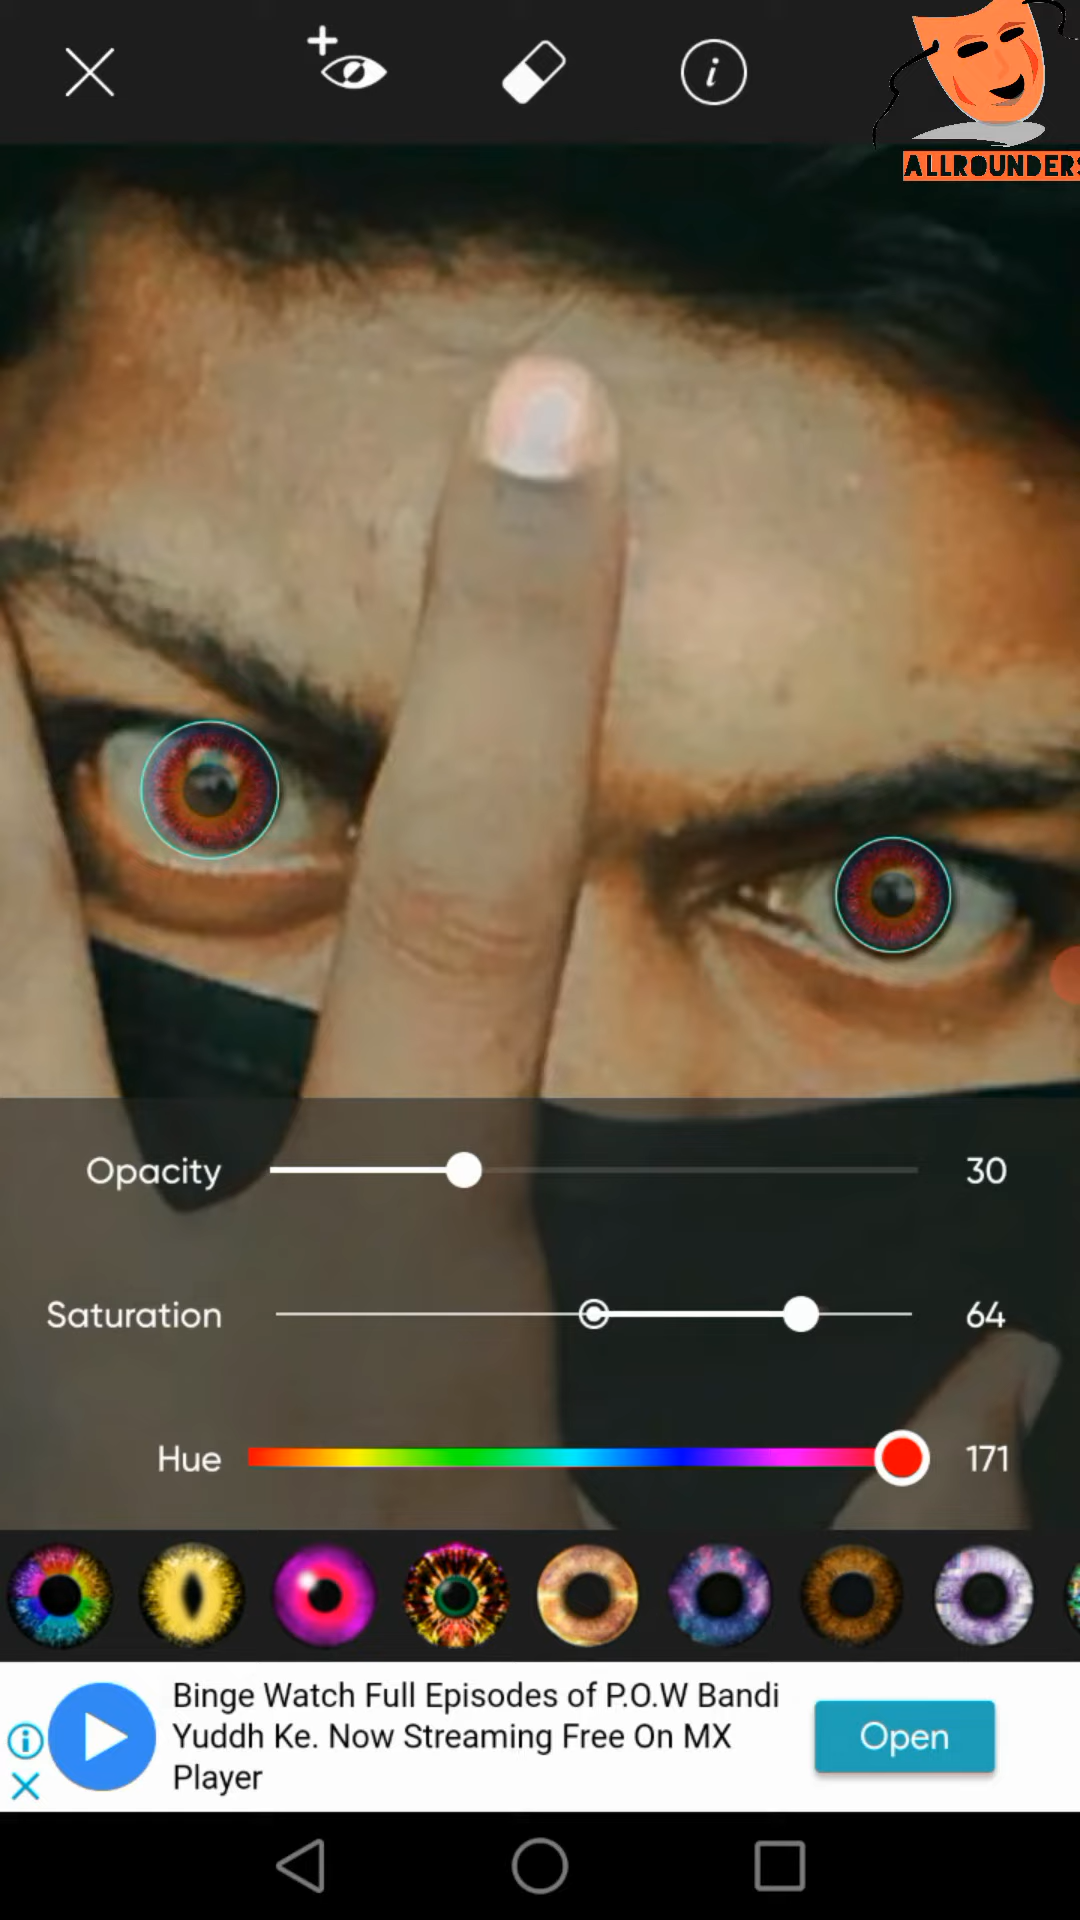 ALLROUNDERS
Opacity 30
Saturation 64
Hue 171
Binge Watch Full Episodes of P.O.W Bandi
Yuddh Ke. Now Streaming Free On MX
Player
Open